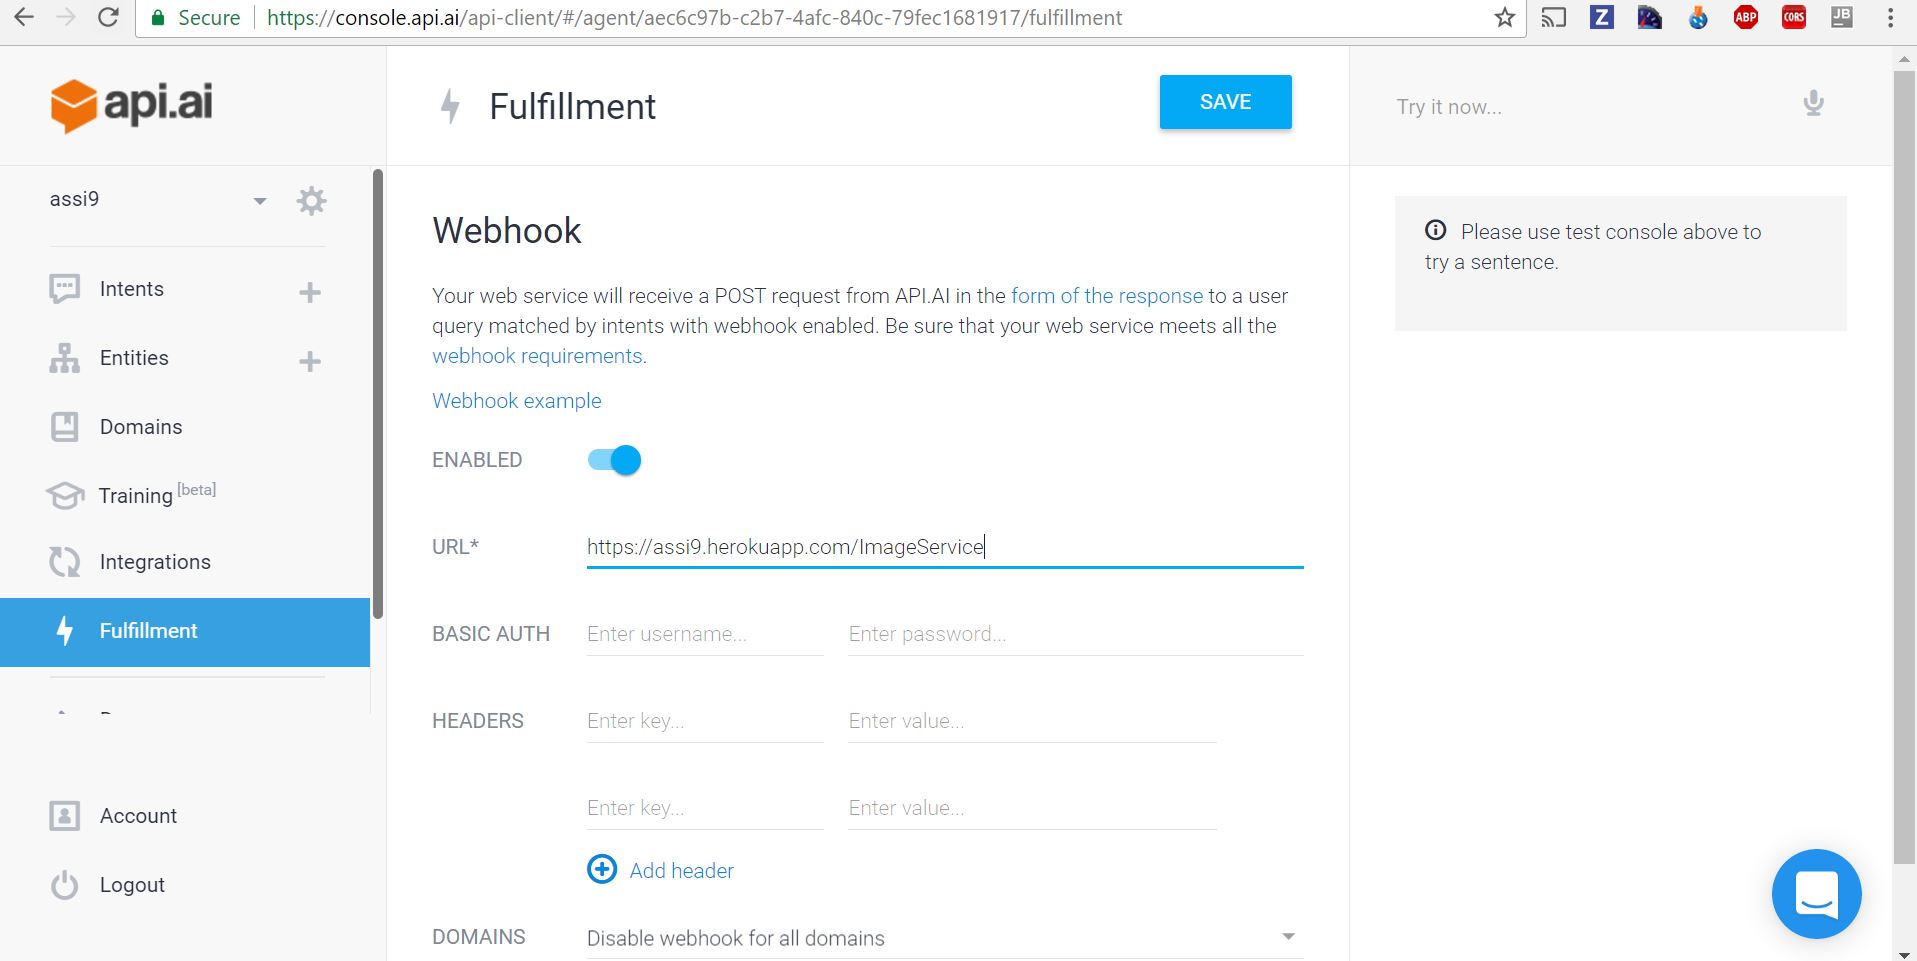 Secure https://console.api.ai/api-client/#/agent/aec6c97b-c2b7-4afc-840c-79fec1681917/fulfillment
Z ABP CORS JB
api.ai
assi9
Intents
Entities
Domains
Training [beta]
Integrations
Fulfillment
Account
Logout
Fulfillment
SAVE
Webhook
Your web service will receive a POST request from API.AI in the form of the response to a user
query matched by intents with webhook enabled. Be sure that your web service meets all the
webhook requirements.
Webhook example
ENABLED
URL* https://assi9.herokuapp.com/ImageService
BASIC AUTH Enter username... Enter password...
HEADERS Enter key... Enter value...
Enter key... Enter value...
Add header
DOMAINS Disable webhook for all domains
Try it now...
Please use test console above to
try a sentence.